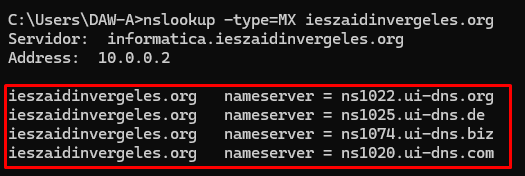 C:\Users\DAW-A>nslookup -type=MX ieszaidinvergeles.org
Servidor:  informatica.ieszaidinvergeles.org
Address:  10.0.0.2
ieszaidinvergeles.org   nameserver = ns1022.ui-dns.org
ieszaidinvergeles.org   nameserver = ns1025.ui-dns.de
ieszaidinvergeles.org   nameserver = ns1074.ui-dns.biz
ieszaidinvergeles.org   nameserver = ns1020.ui-dns.com